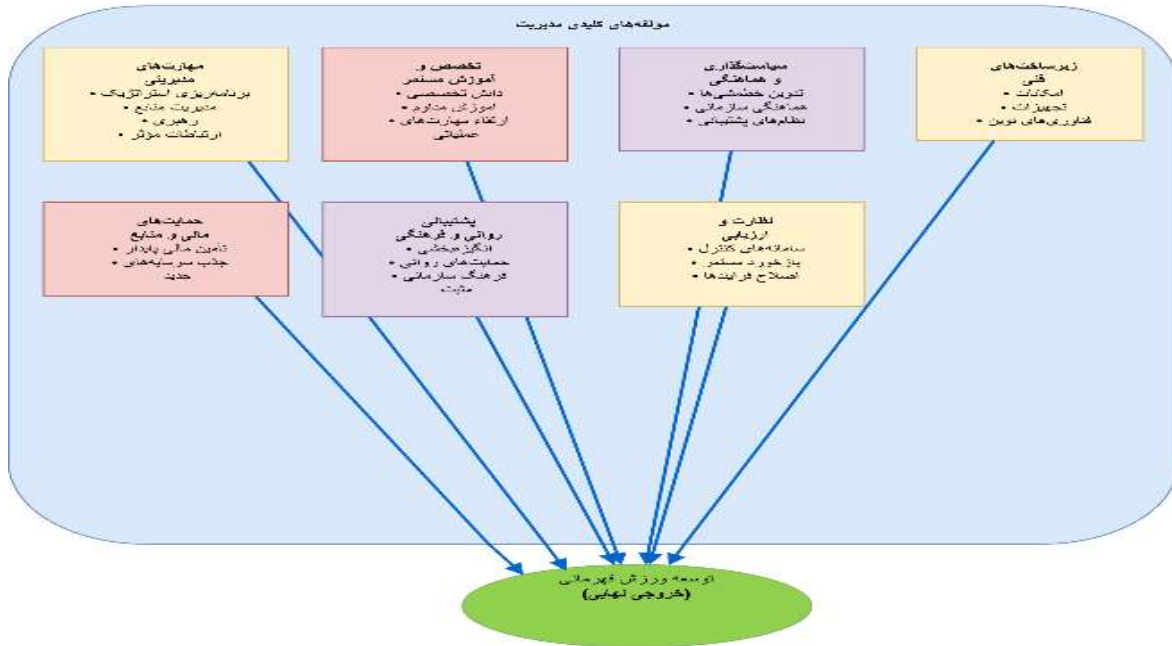 مولفه‌های کلیدی مدیریت
زیرساخت‌های
فنی
• امکانات
• تجهیزات
• فناوری‌های نوین
سیاست‌گذاری
و هماهنگی
• تدوین خط‌مشی‌ها
• هماهنگی سازمانی
• نظام‌های پشتیبانی
تخصص و
آموزش مستمر
• دانش تخصصی
• آموزش مداوم
• ارتقاء مهارت‌های
عملیاتی
مهارت‌های
مدیریتی
• برنامه‌ریزی استراتژیک
• مدیریت منابع
• رهبری
• ارتباطات مؤثر
نظارت و
ارزیابی
• سامانه‌های کنترل
• بازخورد مستمر
• اصلاح فرایندها
پشتیبانی
روانی و فرهنگی
• انگیزه‌بخشی
• حمایت‌های روانی
• فرهنگ سازمانی
مثبت
حمایت‌های
مالی و منابع
• تامین مالی پایدار
• جذب سرمایه‌های
جدید
توسعه ورزش قهرمانی
(خروجی نهایی)